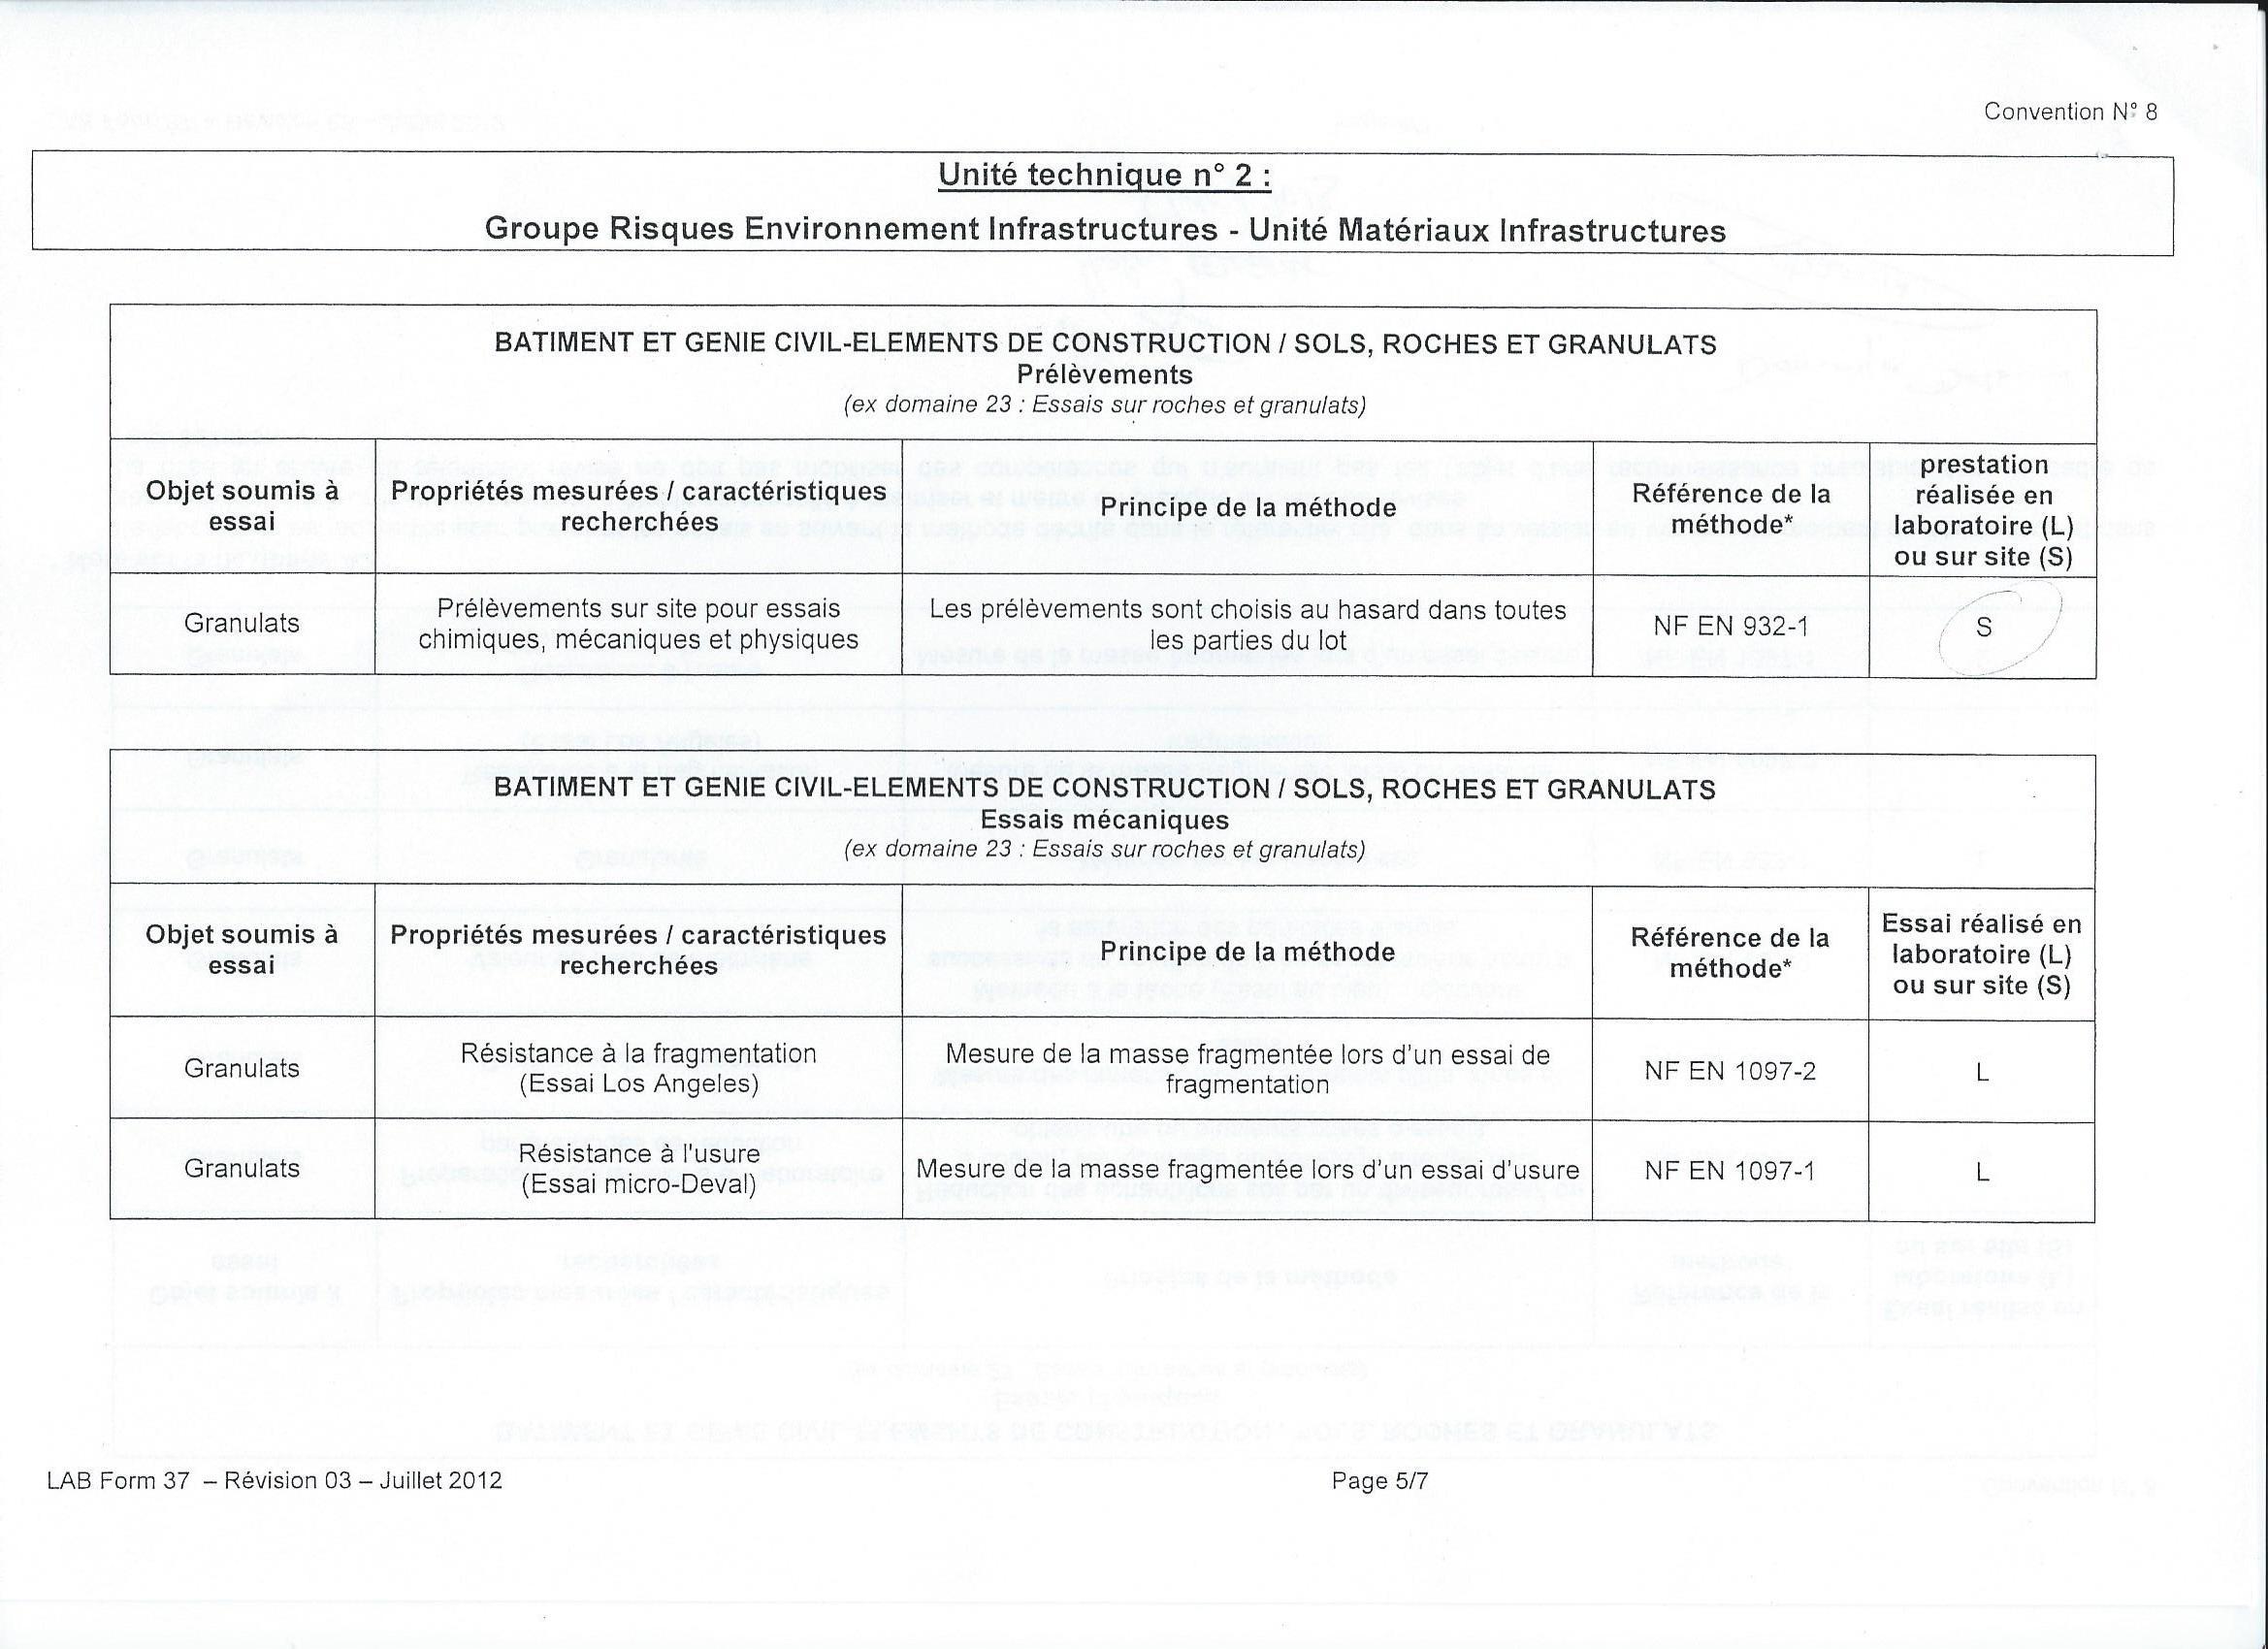 Convention N° 8
Unité technique n° 2 :
Groupe Risques Environnement Infrastructures - Unité Matériaux Infrastructures
BATIMENT ET GENIE CIVIL-ELEMENTS DE CONSTRUCTION / SOLS, ROCHES ET GRANULATS
Prélèvements
(ex domaine 23 : Essais sur roches et granulats)
Objet soumis à
essai
Propriétés mesurées / caractéristiques
recherchées
Principe de la méthode
Référence de la
méthode*
prestation
réalisée en
laboratoire (L)
ou sur site (S)
Granulats
Prélèvements sur site pour essais
chimiques, mécaniques et physiques
Les prélèvements sont choisis au hasard dans toutes
les parties du lot
NF EN 932-1
S
BATIMENT ET GENIE CIVIL-ELEMENTS DE CONSTRUCTION / SOLS, ROCHES ET GRANULATS
Essais mécaniques
(ex domaine 23 : Essais sur roches et granulats)
Objet soumis à
essai
Propriétés mesurées / caractéristiques
recherchées
Principe de la méthode
Référence de la
méthode*
Essai réalisé en
laboratoire (L)
ou sur site (S)
Granulats
Résistance à la fragmentation
(Essai Los Angeles)
Mesure de la masse fragmentée lors d'un essai de
fragmentation
NF EN 1097-2
L
Granulats
Résistance à l'usure
(Essai micro-Deval)
Mesure de la masse fragmentée lors d'un essai d'usure
NF EN 1097-1
L
LAB Form 37 – Révision 03 – Juillet 2012
Page 5/7